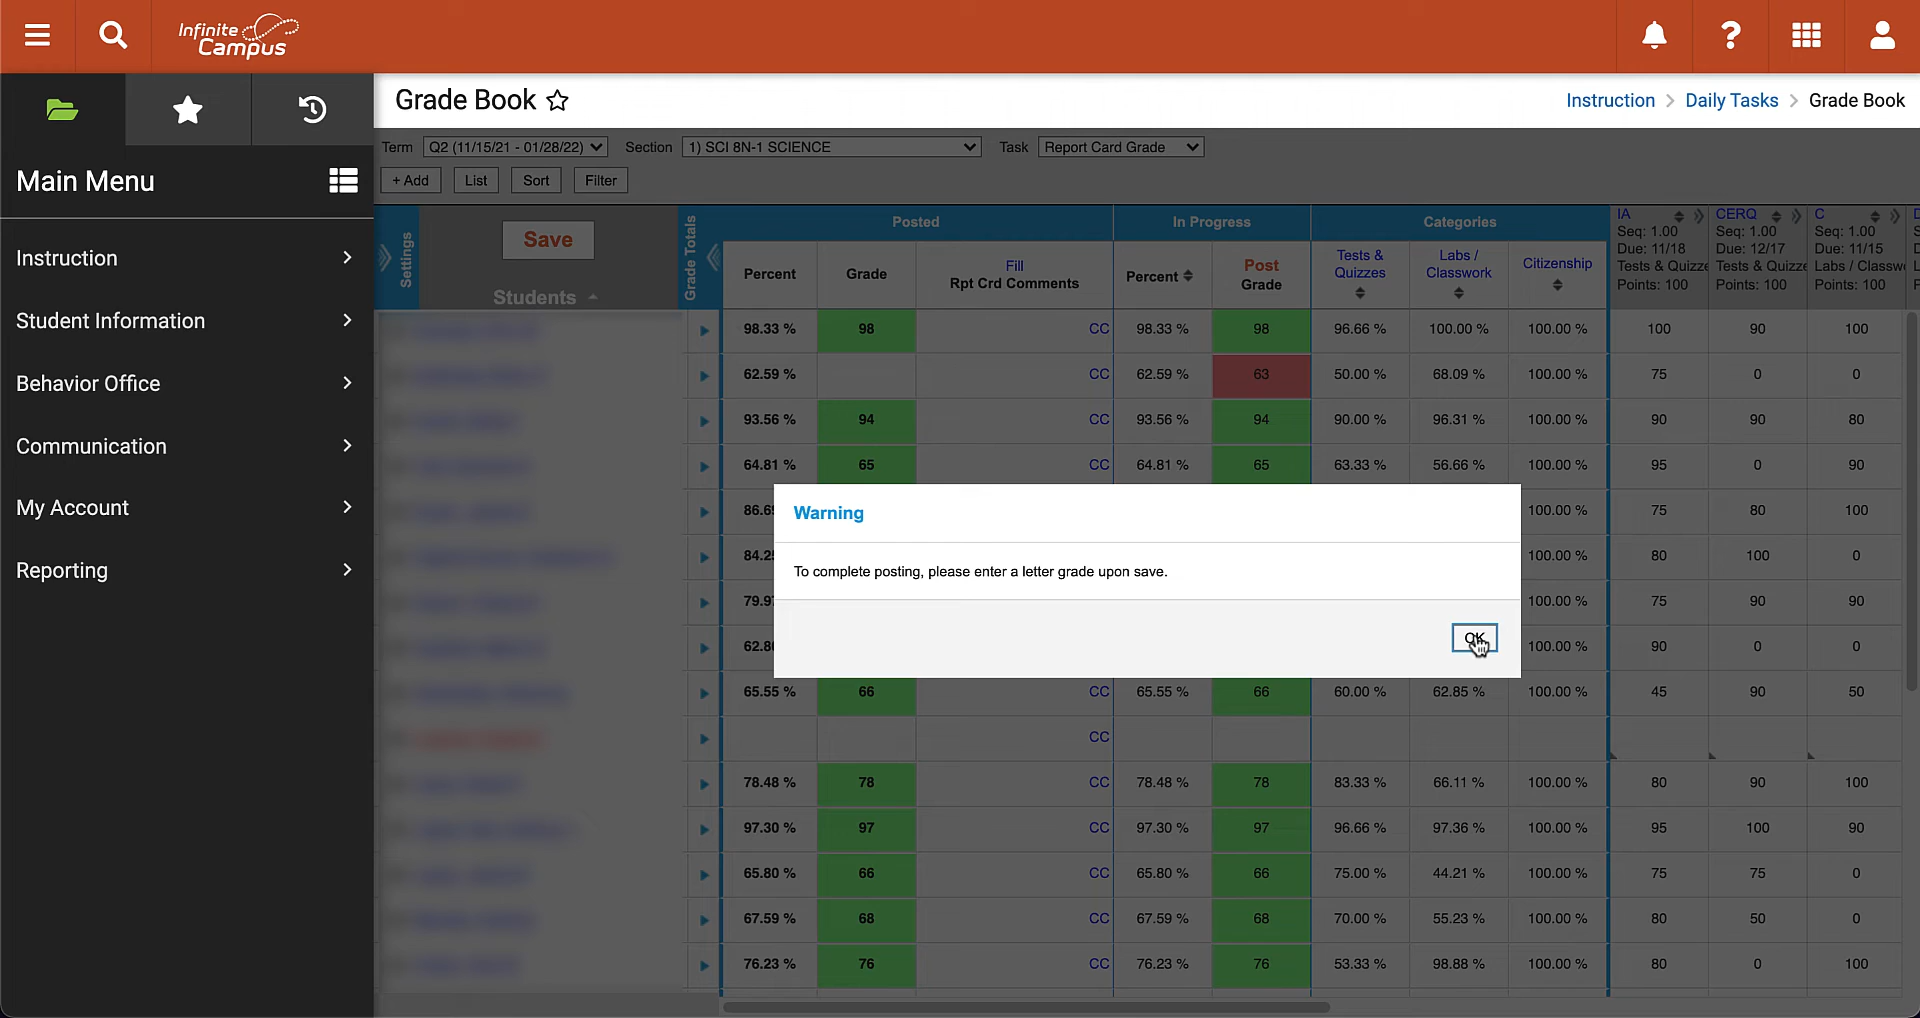 Infinite Campus
Grade Book
Instruction > Daily Tasks > Grade Book
Main Menu
Instruction
Student Information
Behavior Office
Communication
My Account
Reporting
Term Q2 (11/15/21 - 01/28/22) Section 1) SCI 8N-1 SCIENCE Task Report Card Grade
+ Add List Sort Filter
Settings
Save
Students
Grade Totals
Posted In Progress Categories
Percent Grade Fill Rpt Crd Comments Percent Post Grade Tests & Quizzes Labs / Classwork Citizenship
IA CERQ C
Seq: 1.00 Seq: 1.00 Seq: 1.00
Due: 11/18 Due: 12/17 Due: 11/15
Tests & Quizze Tests & Quizze Labs / Classw
Points: 100 Points: 100 Points: 100
98.33 % 98 CC 98.33 % 98 96.66 % 100.00 % 100.00 % 100 90 100
62.59 % CC 62.59 % 63 50.00 % 68.09 % 100.00 % 75 0 0
93.56 % 94 CC 93.56 % 94 90.00 % 96.31 % 100.00 % 90 90 80
64.81 % 65 CC 64.81 % 65 63.33 % 56.66 % 100.00 % 95 0 90
100.00 % 75 80 100
100.00 % 80 100 0
100.00 % 75 90 90
100.00 % 90 0 0
Warning
To complete posting, please enter a letter grade upon save.
OK
65.55 % 66 CC 65.55 % 66 60.00 % 62.85 % 100.00 % 45 90 50
CC
78.48 % 78 CC 78.48 % 78 83.33 % 66.11 % 100.00 % 80 90 100
97.30 % 97 CC 97.30 % 97 96.66 % 97.36 % 100.00 % 95 100 90
65.80 % 66 CC 65.80 % 66 75.00 % 44.21 % 100.00 % 75 75 0
67.59 % 68 CC 67.59 % 68 70.00 % 55.23 % 100.00 % 80 50 0
76.23 % 76 CC 76.23 % 76 53.33 % 98.88 % 100.00 % 80 0 100